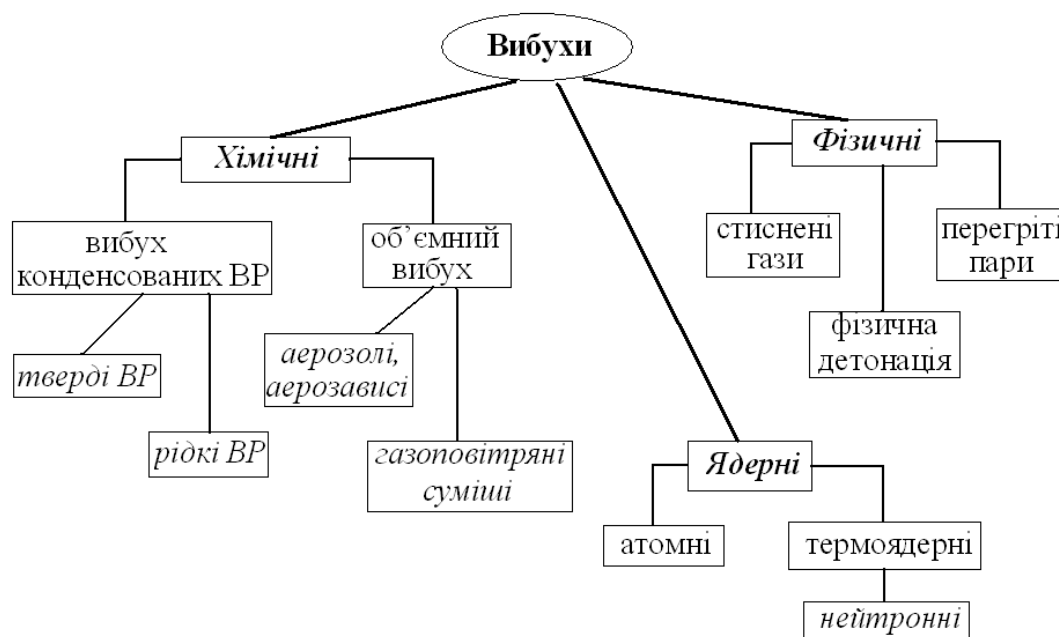 Вибухи
Хімічні
вибух
конденсованих ВР
тверді ВР
рідкі ВР
об’ємний
вибух
аерозолі,
аерозависі
газоповітряні
суміші
Фізичні
стиснені
гази
фізична
детонація
перегріті
пари
Ядерні
атомні
термоядерні
нейтронні